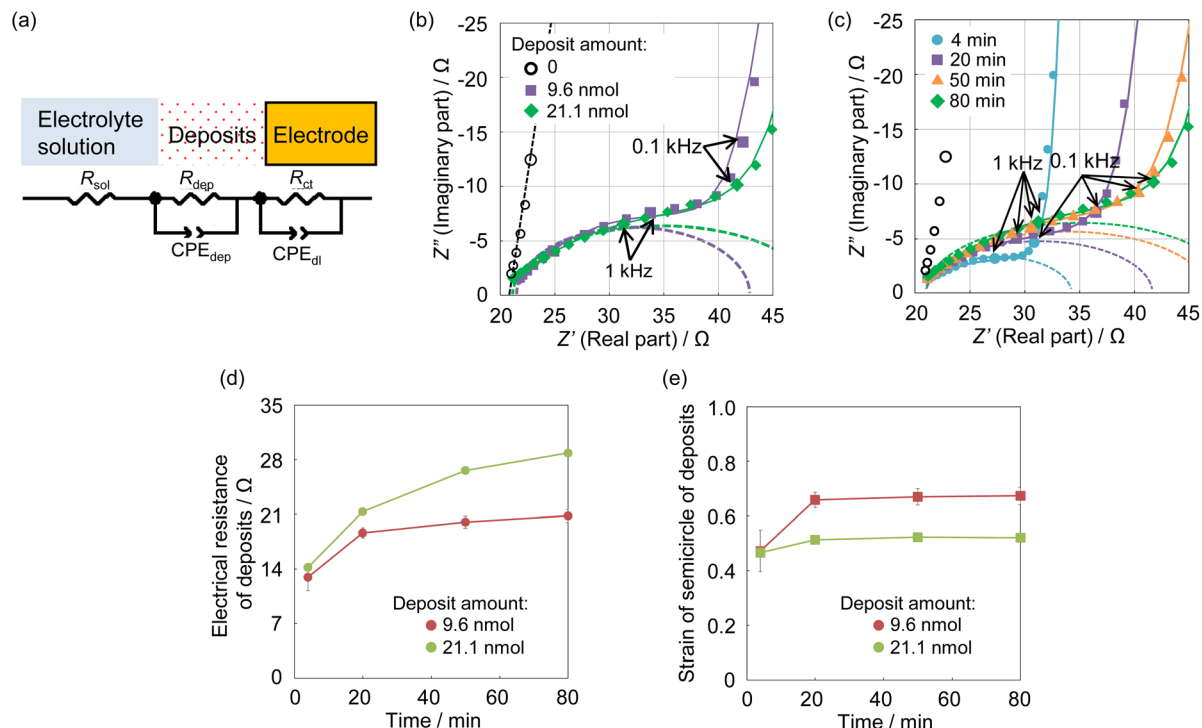 (a)
Electrolyte solution
Deposits
Electrode
R_sol
R_dep
R_ct
CPE_dep
CPE_dl
(b)
Z″ (Imaginary part) / Ω
-25
-20
-15
-10
-5
0
Deposit amount:
0
9.6 nmol
21.1 nmol
0.1 kHz
1 kHz
20 25 30 35 40 45
Z′ (Real part) / Ω
(c)
Z″ (Imaginary part) / Ω
-25
-20
-15
-10
-5
0
4 min
20 min
50 min
80 min
1 kHz
0.1 kHz
20 25 30 35 40 45
Z′ (Real part) / Ω
(d)
Electrical resistance
of deposits / Ω
35
28
21
14
7
0
Deposit amount:
9.6 nmol
21.1 nmol
0 20 40 60 80
Time / min
(e)
Strain of semicircle of deposits
1.0
0.8
0.6
0.4
0.2
0
Deposit amount:
9.6 nmol
21.1 nmol
0 20 40 60 80
Time / min